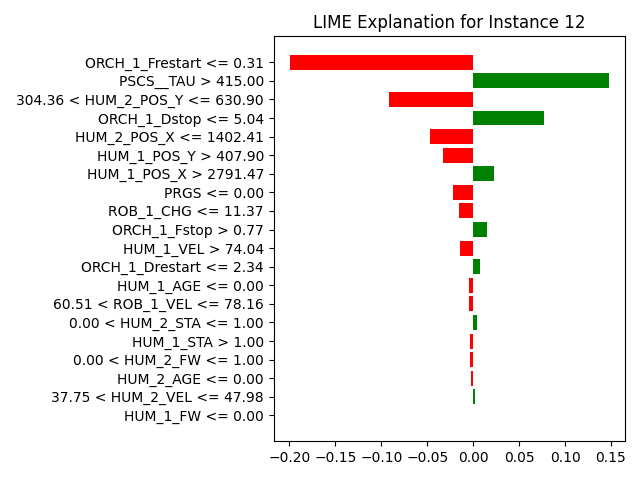 LIME Explanation for Instance 12
ORCH_1_Frestart <= 0.31
PSCS__TAU > 415.00
304.36 < HUM_2_POS_Y <= 630.90
ORCH_1_Dstop <= 5.04
HUM_2_POS_X <= 1402.41
HUM_1_POS_Y > 407.90
HUM_1_POS_X > 2791.47
PRGS <= 0.00
ROB_1_CHG <= 11.37
ORCH_1_Fstop > 0.77
HUM_1_VEL > 74.04
ORCH_1_Drestart <= 2.34
HUM_1_AGE <= 0.00
60.51 < ROB_1_VEL <= 78.16
0.00 < HUM_2_STA <= 1.00
HUM_1_STA > 1.00
0.00 < HUM_2_FW <= 1.00
HUM_2_AGE <= 0.00
37.75 < HUM_2_VEL <= 47.98
HUM_1_FW <= 0.00
−0.20 −0.15 −0.10 −0.05 0.00 0.05 0.10 0.15